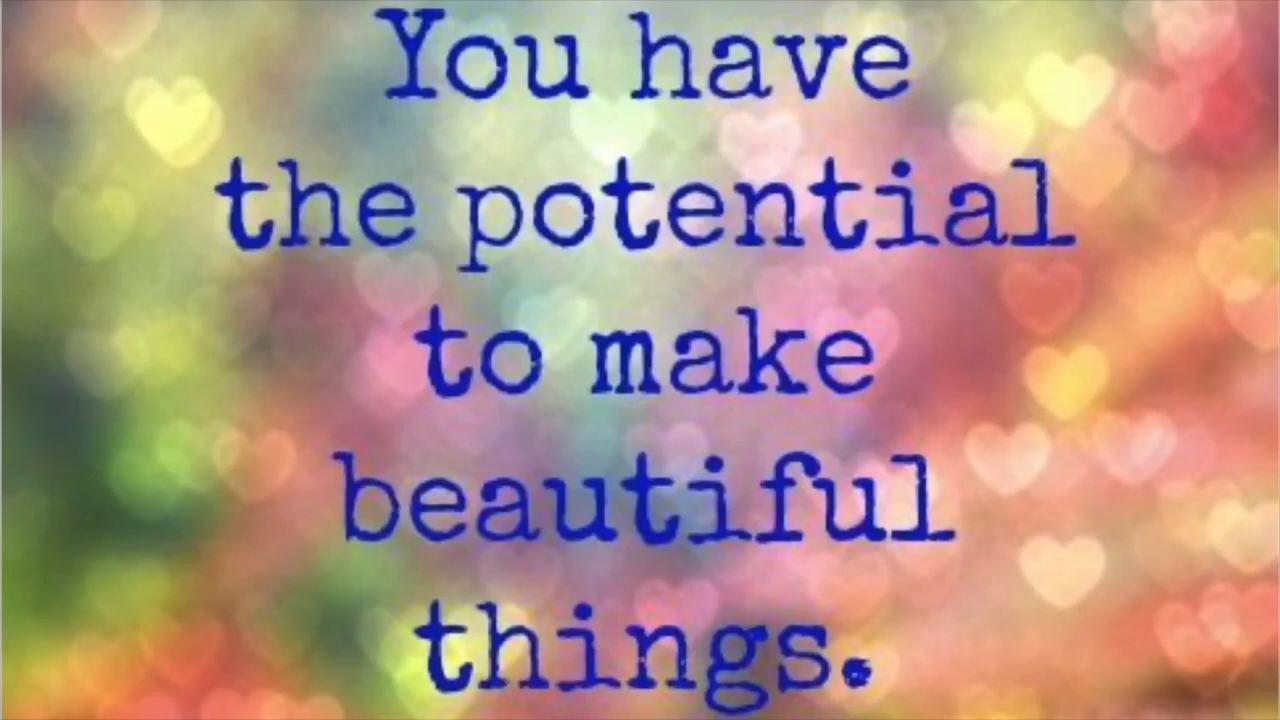 You have
the potential
to make
beautiful
things.